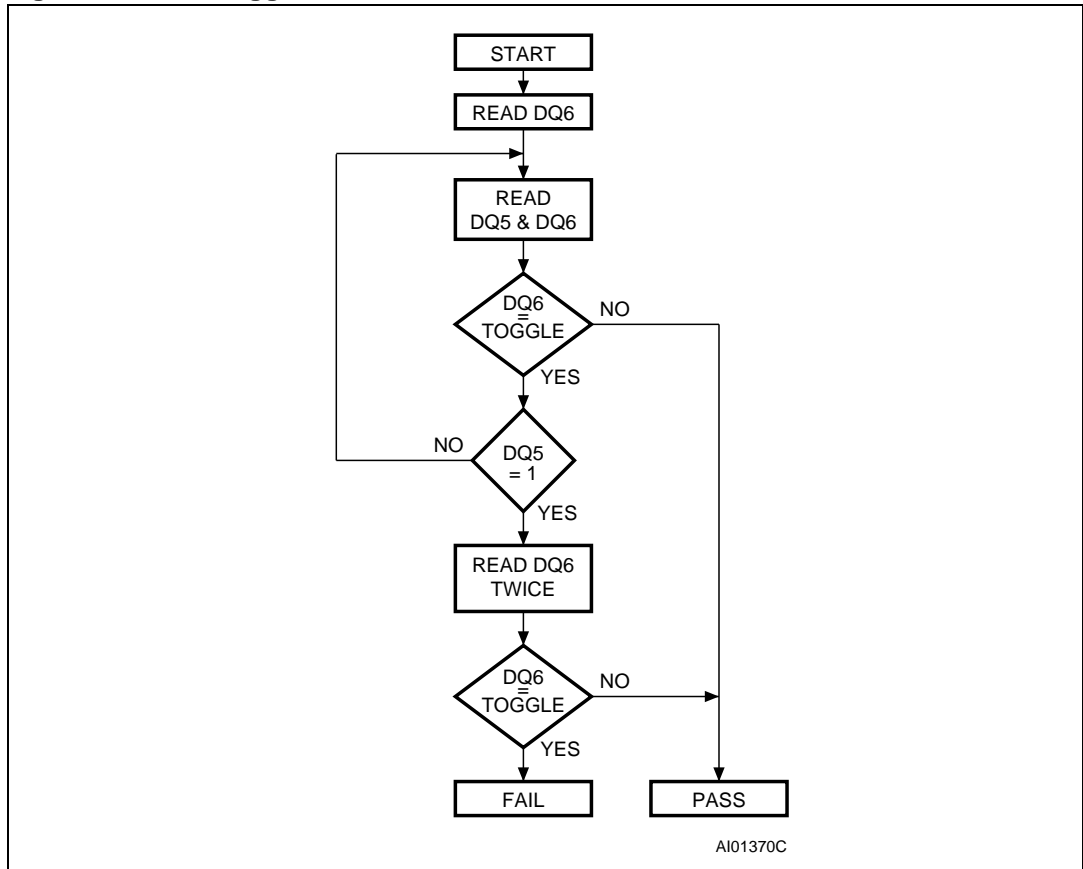 START
READ DQ6
READ
DQ5 & DQ6
DQ6
=
TOGGLE
NO
YES
NO
DQ5
= 1
YES
READ DQ6
TWICE
DQ6
=
TOGGLE
NO
YES
FAIL
PASS
AI01370C